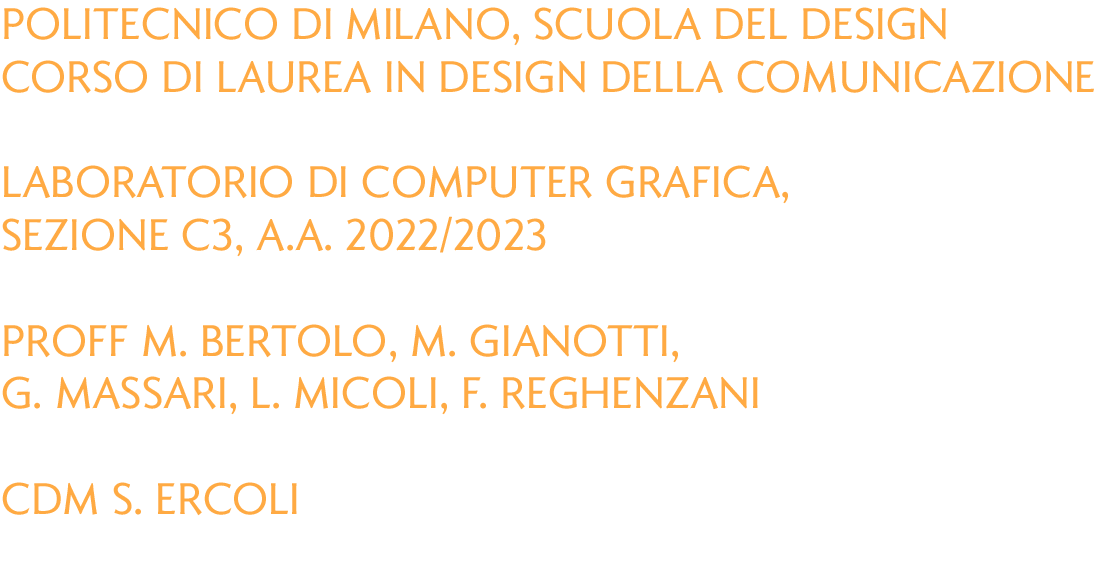 POLITECNICO DI MILANO, SCUOLA DEL DESIGN
CORSO DI LAUREA IN DESIGN DELLA COMUNICAZIONE
LABORATORIO DI COMPUTER GRAFICA,
SEZIONE C3, A.A. 2022/2023
PROFF M. BERTOLO, M. GIANOTTI,
G. MASSARI, L. MICOLI, F. REGHENZANI
CDM S. ERCOLI